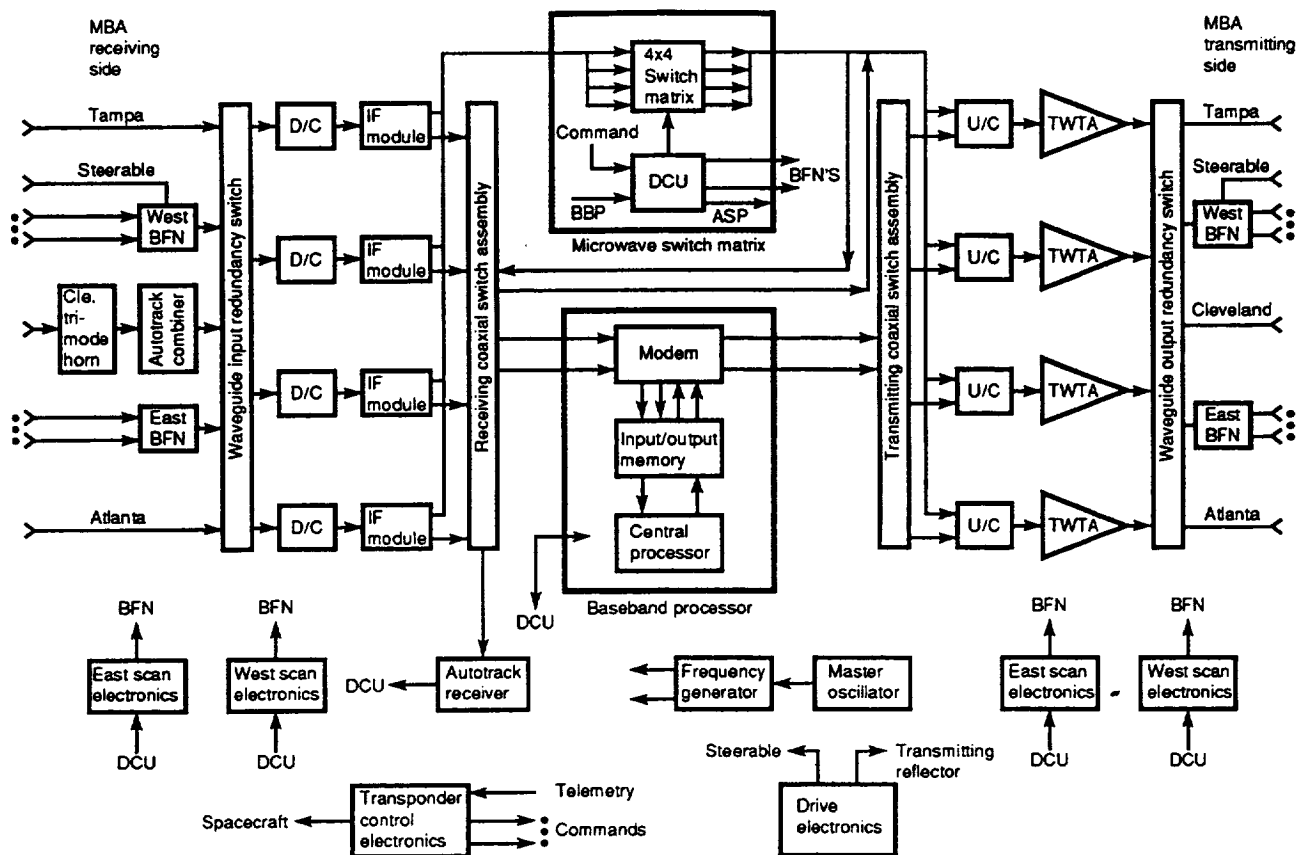 MBA
receiving
side
Tampa
Steerable
West
BFN
Cle.
tri-
mode
horn
Autotrack
combiner
East
BFN
Atlanta
Waveguide input redundancy switch
D/C
IF
module
D/C
IF
module
D/C
IF
module
D/C
IF
module
Receiving coaxial switch assembly
4x4
Switch
matrix
Command
DCU
BBP
ASP
BFN'S
Microwave switch matrix
Modem
Input/output
memory
Central
processor
DCU
Baseband processor
Transmitting coaxial switch assembly
U/C
TWTA
U/C
TWTA
U/C
TWTA
U/C
TWTA
Waveguide output redundancy switch
MBA
transmitting
side
Tampa
Steerable
West
BFN
Cleveland
East
BFN
Atlanta
BFN
East scan
electronics
DCU
BFN
West scan
electronics
DCU
DCU
Autotrack
receiver
Frequency
generator
Master
oscillator
BFN
East scan
electronics
DCU
BFN
West scan
electronics
DCU
Spacecraft
Transponder
control
electronics
Telemetry
Commands
Steerable
Transmitting
reflector
Drive
electronics